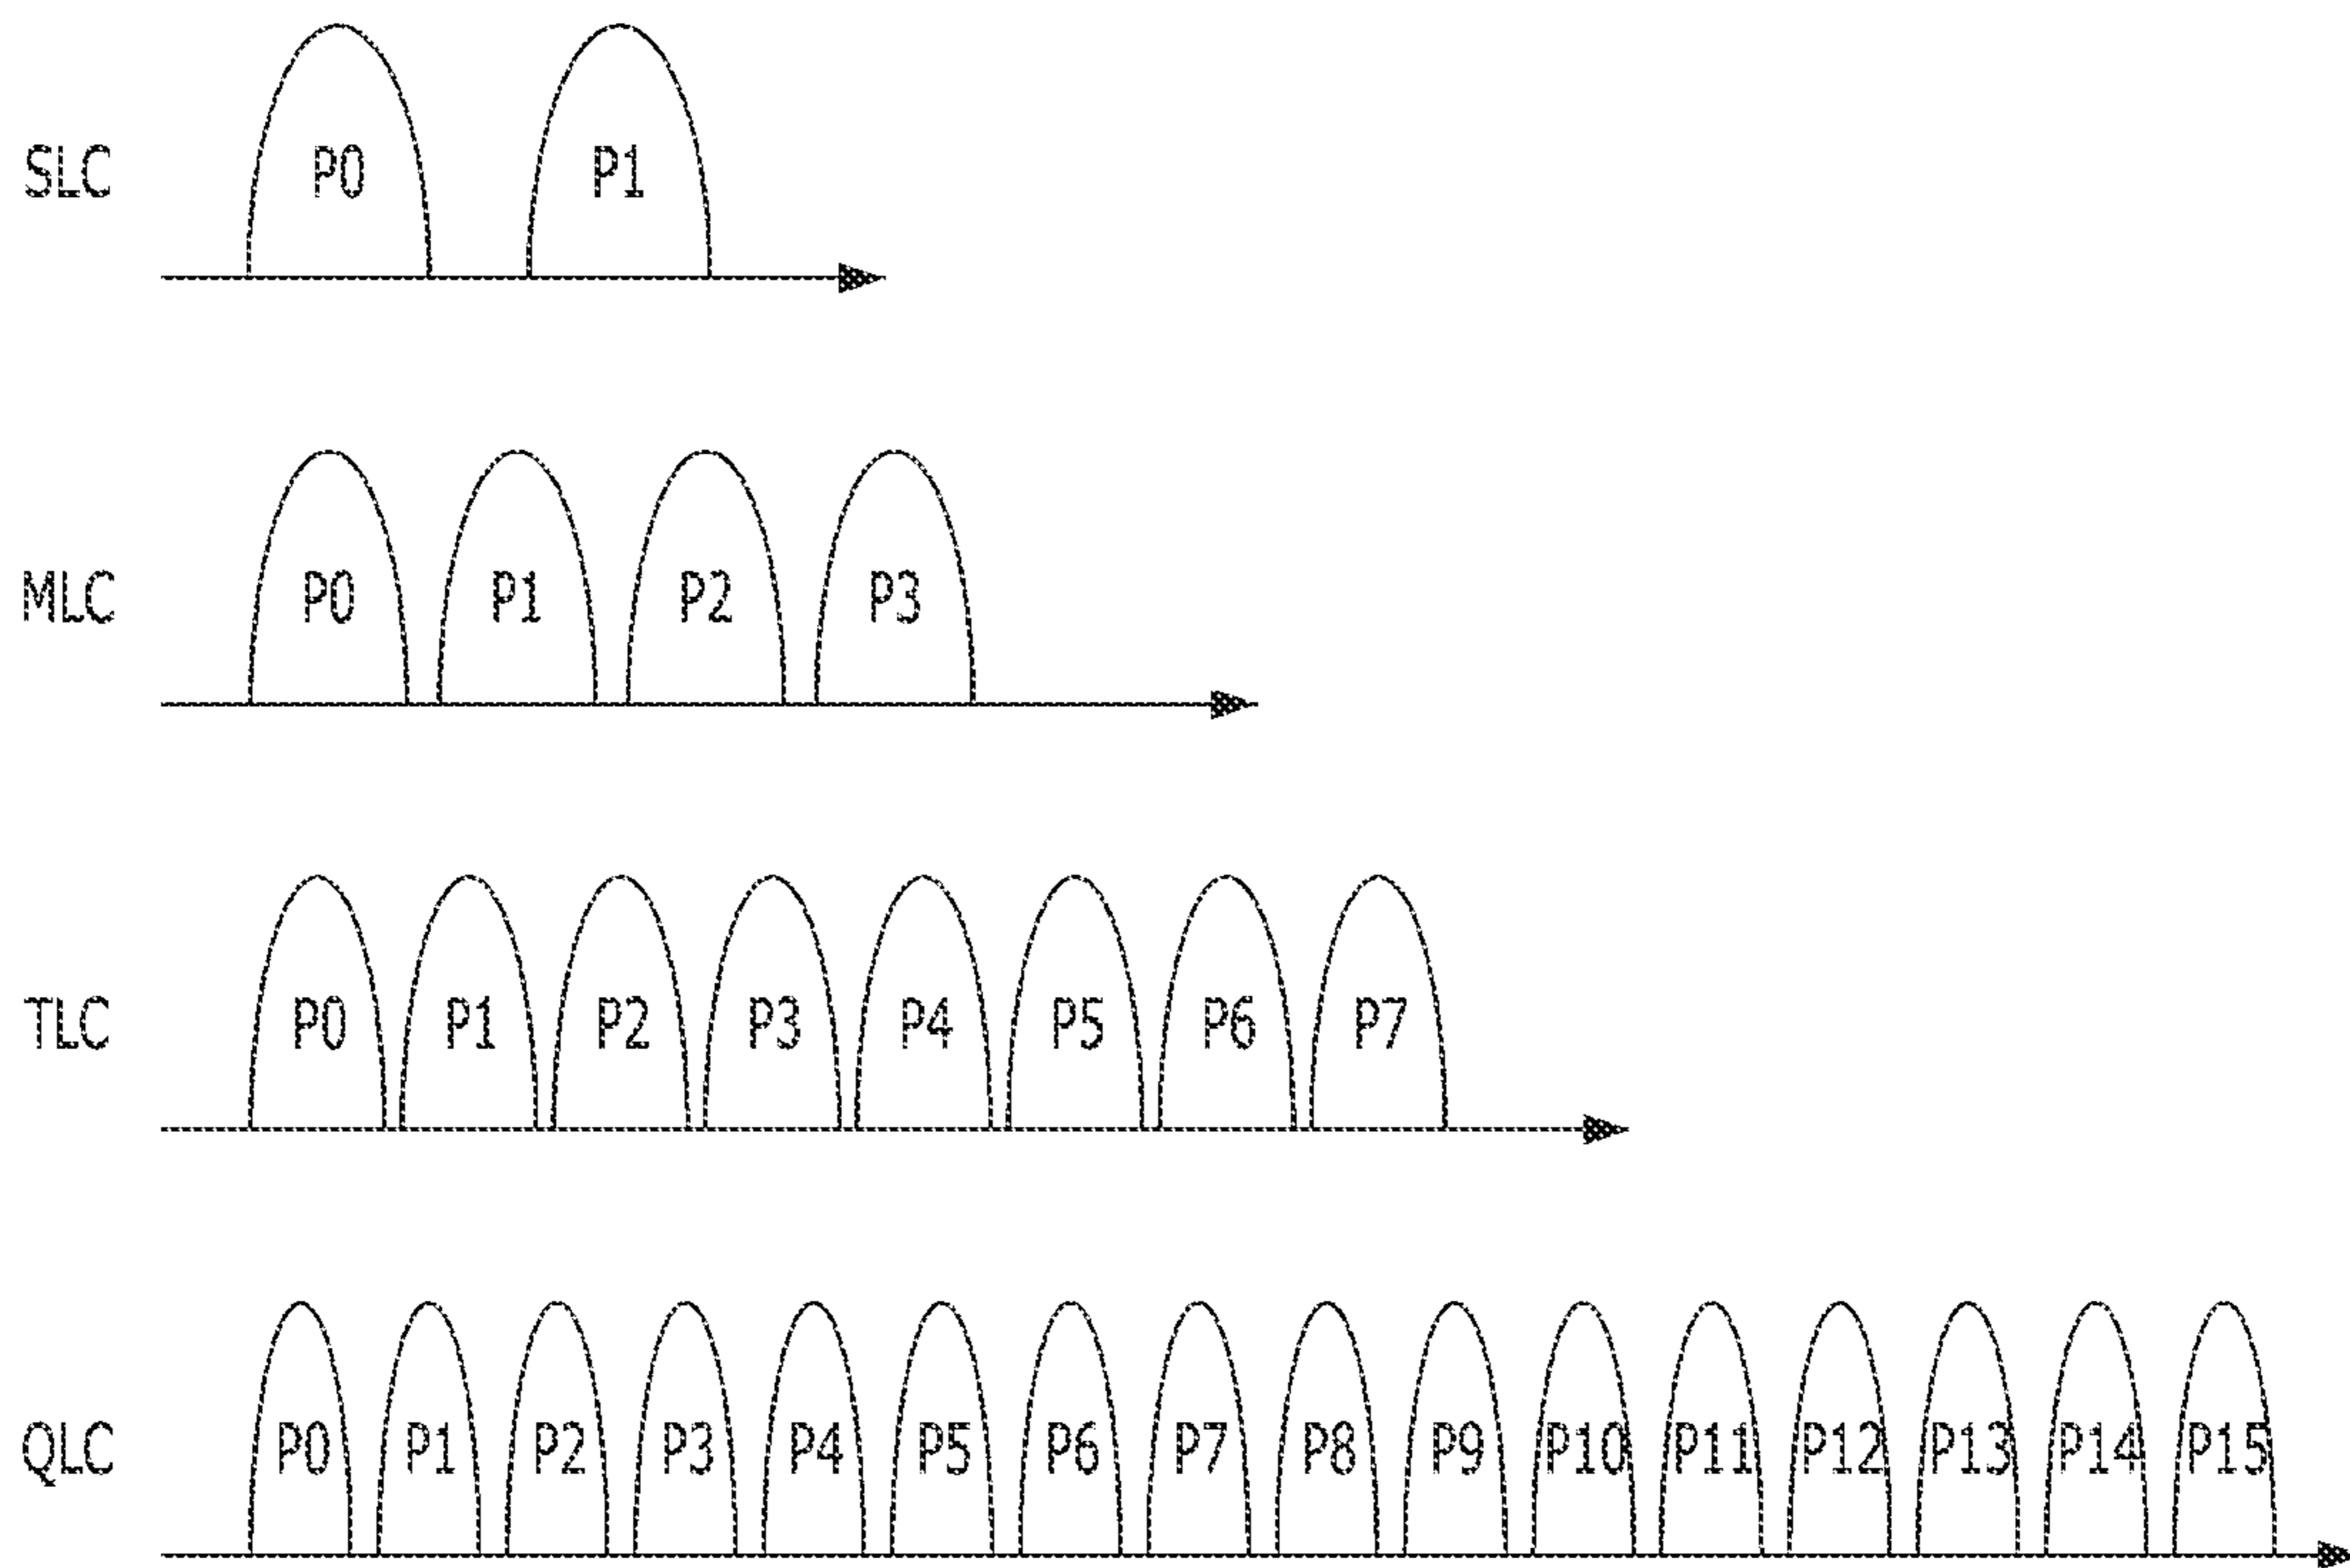 SLC P0 P1
MLC P0 P1 P2 P3
TLC P0 P1 P2 P3 P4 P5 P6 P7
QLC P0 P1 P2 P3 P4 P5 P6 P7 P8 P9 P10 P11 P12 P13 P14 P15